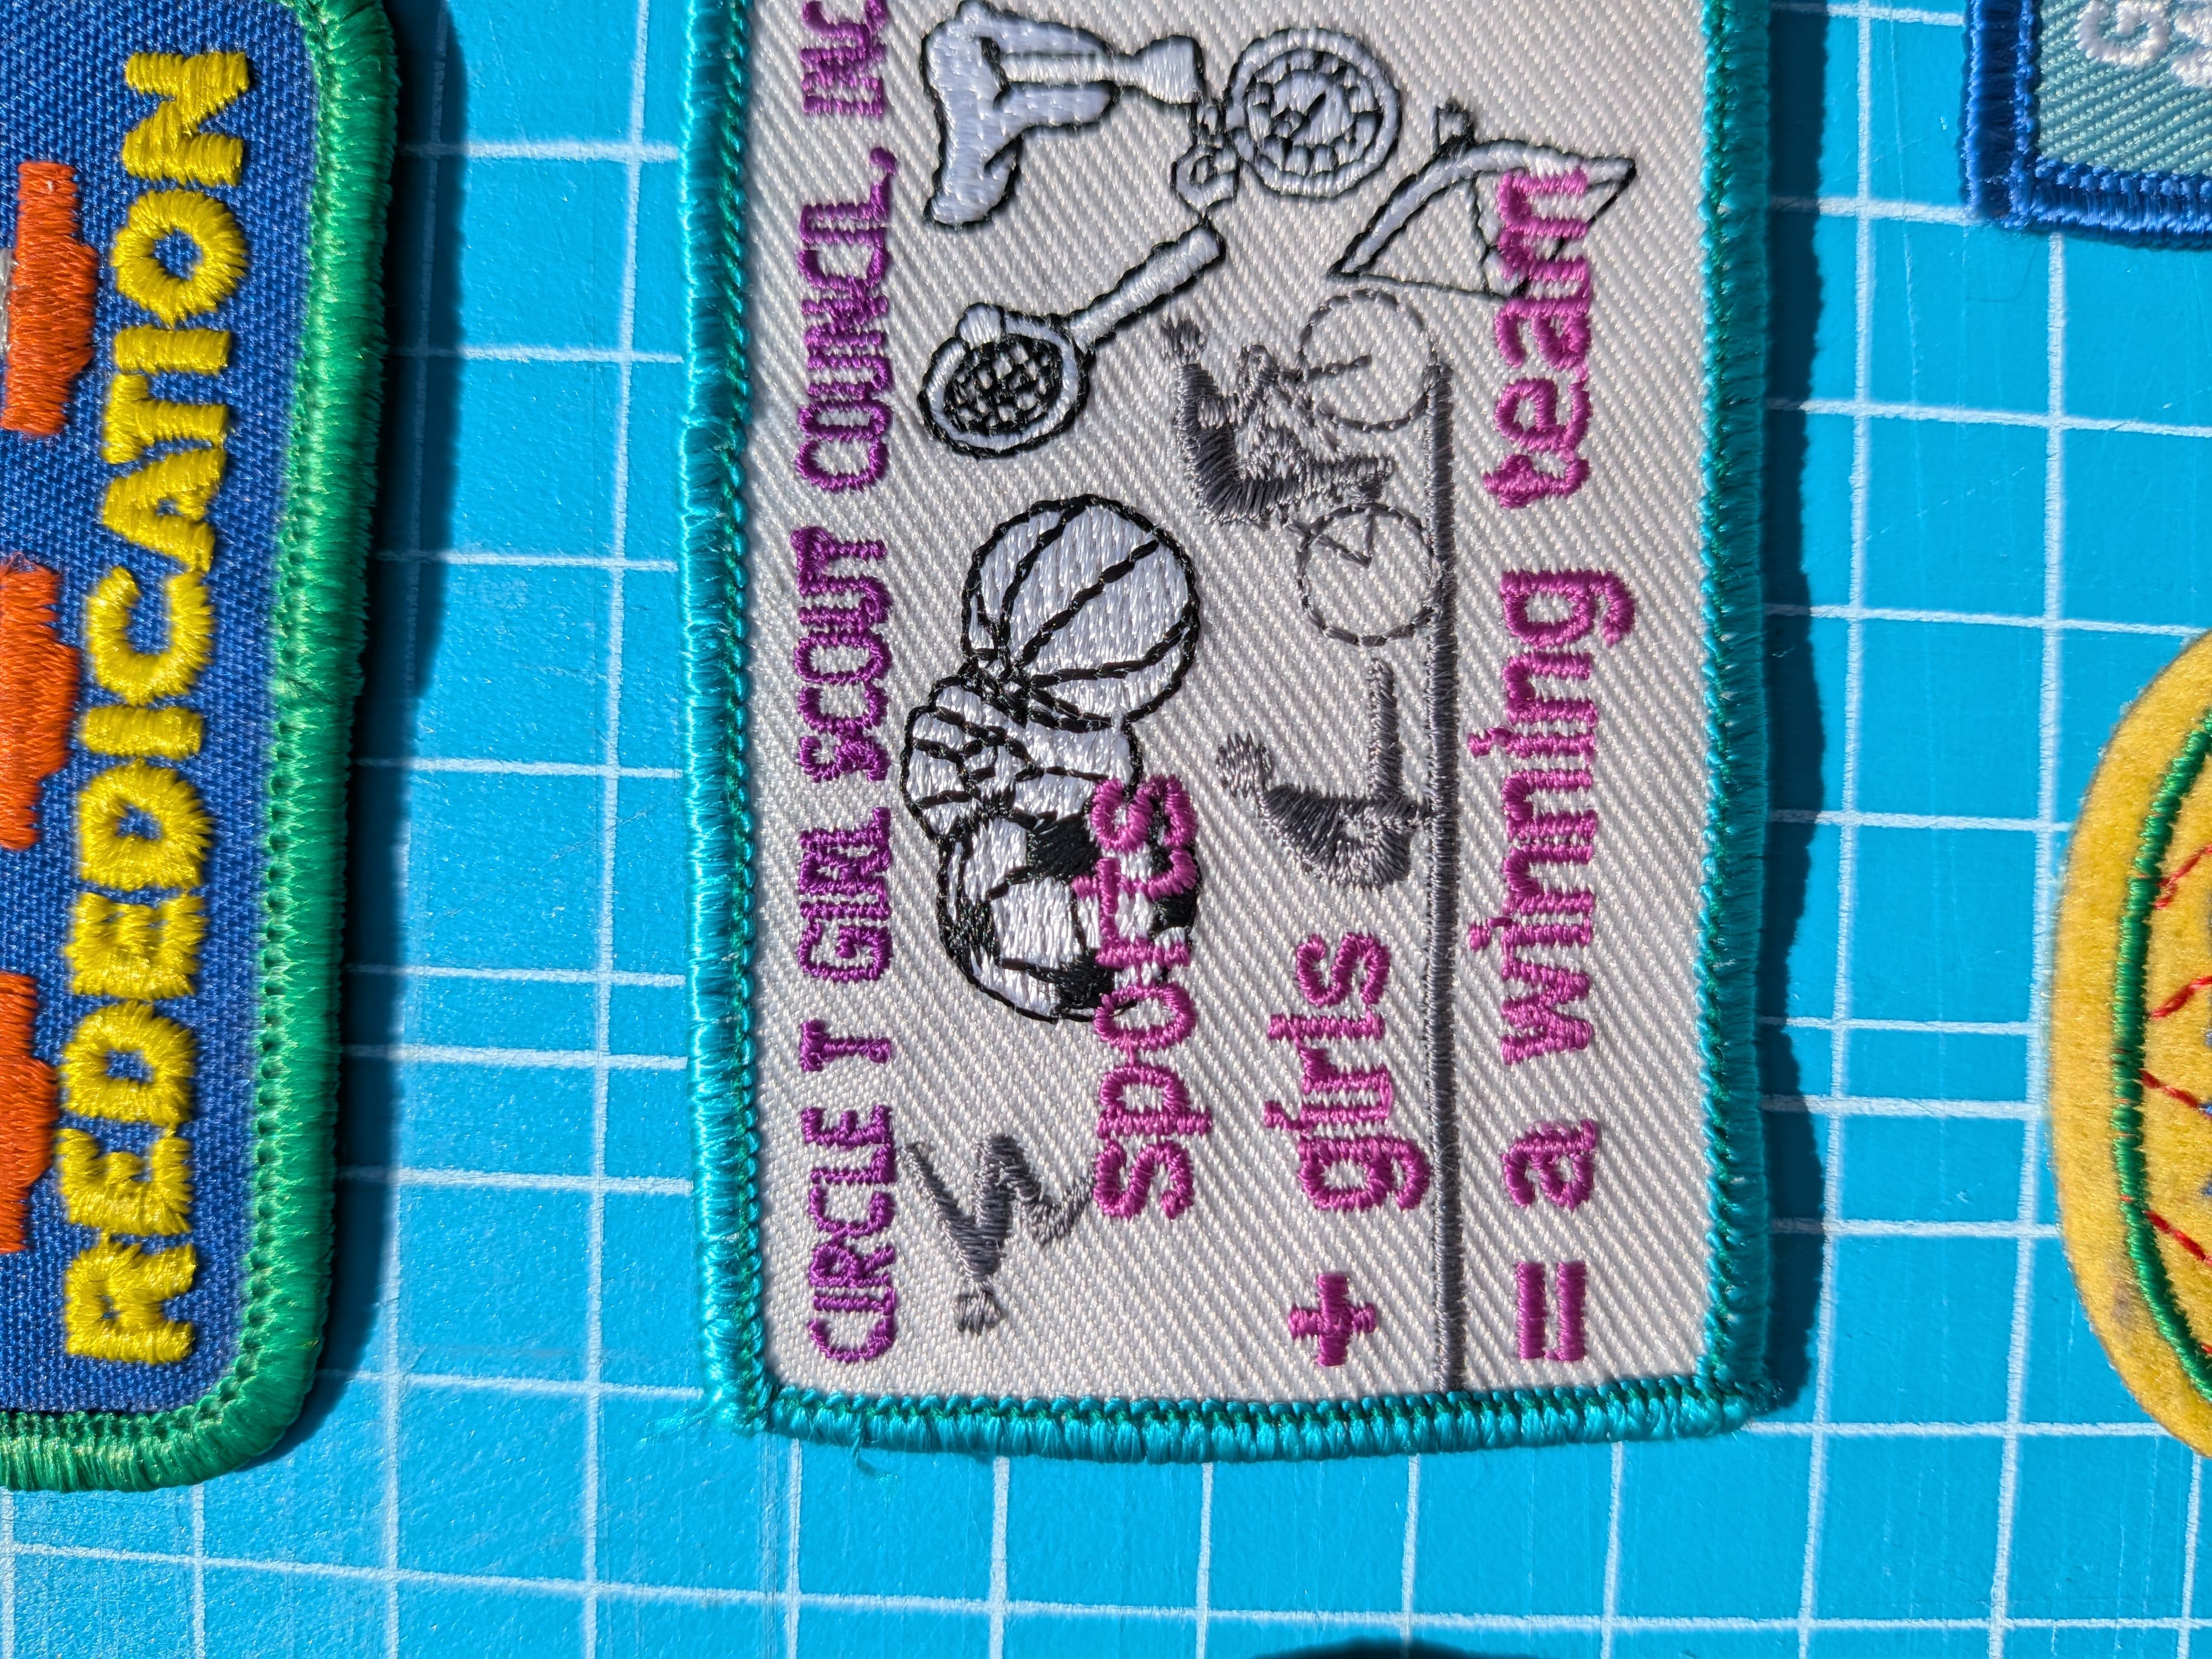 REDEDICATION
CIRCLE T GIRL SCOUT COUNCIL, INC
sports
+ girls
= a winning team